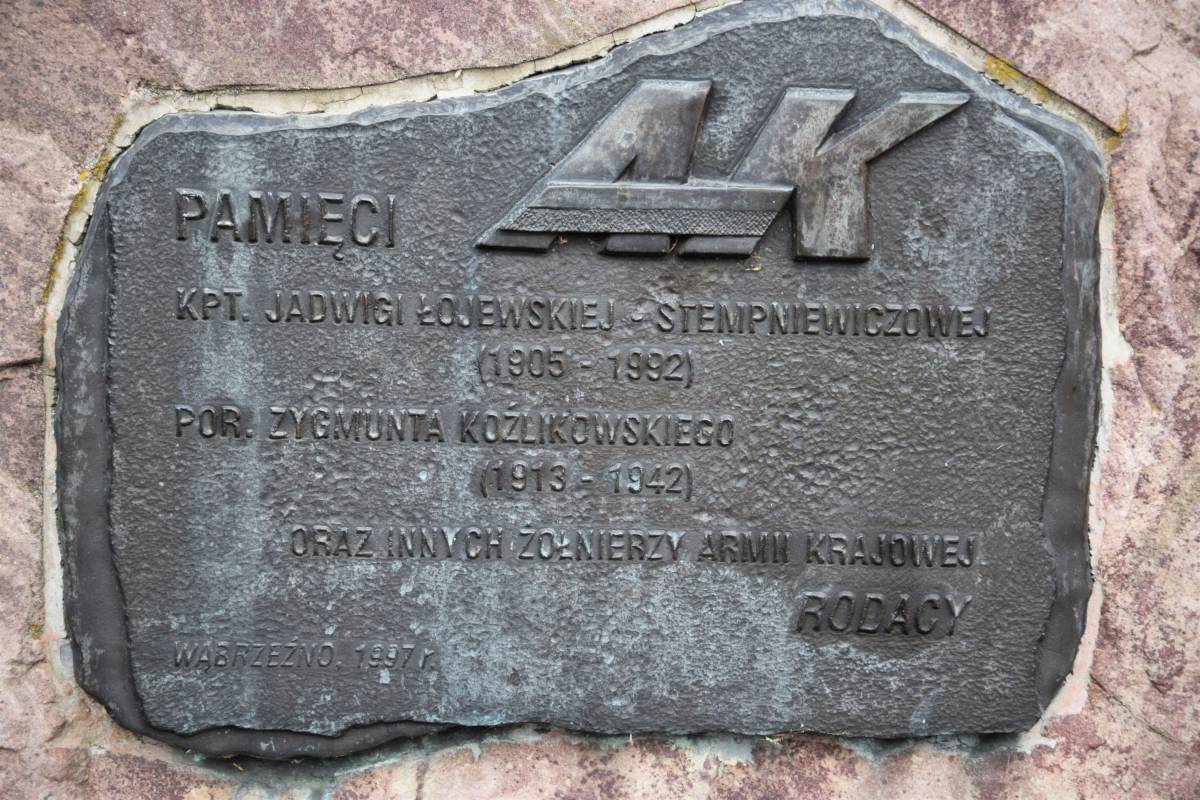 AK
PAMIĘCI
KPT. JADWIGI ŁOJEWSKIEJ - STEMPNIEWICZOWEJ
(1905 - 1992)
POR. ZYGMUNTA KOŹLIKOWSKIEGO
(1913 - 1942)
ORAZ INNYCH ŻOŁNIERZY ARMII KRAJOWEJ
RODACY
WĄBRZEŹNO, 1997 r.